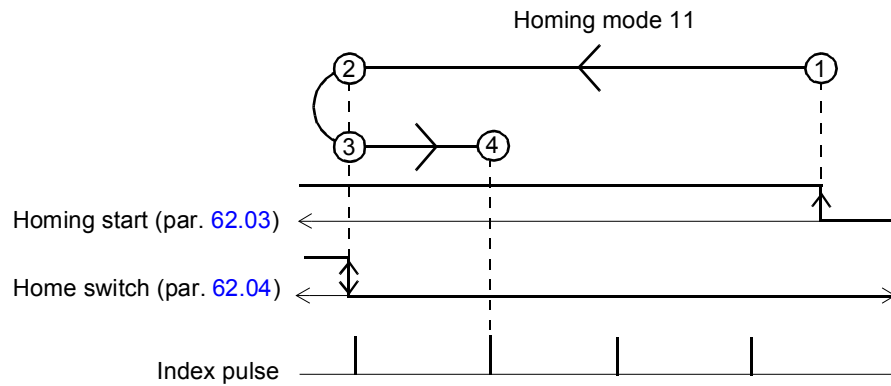 Homing mode 11
2
1
3
4
Homing start (par. 62.03)
Home switch (par. 62.04)
Index pulse